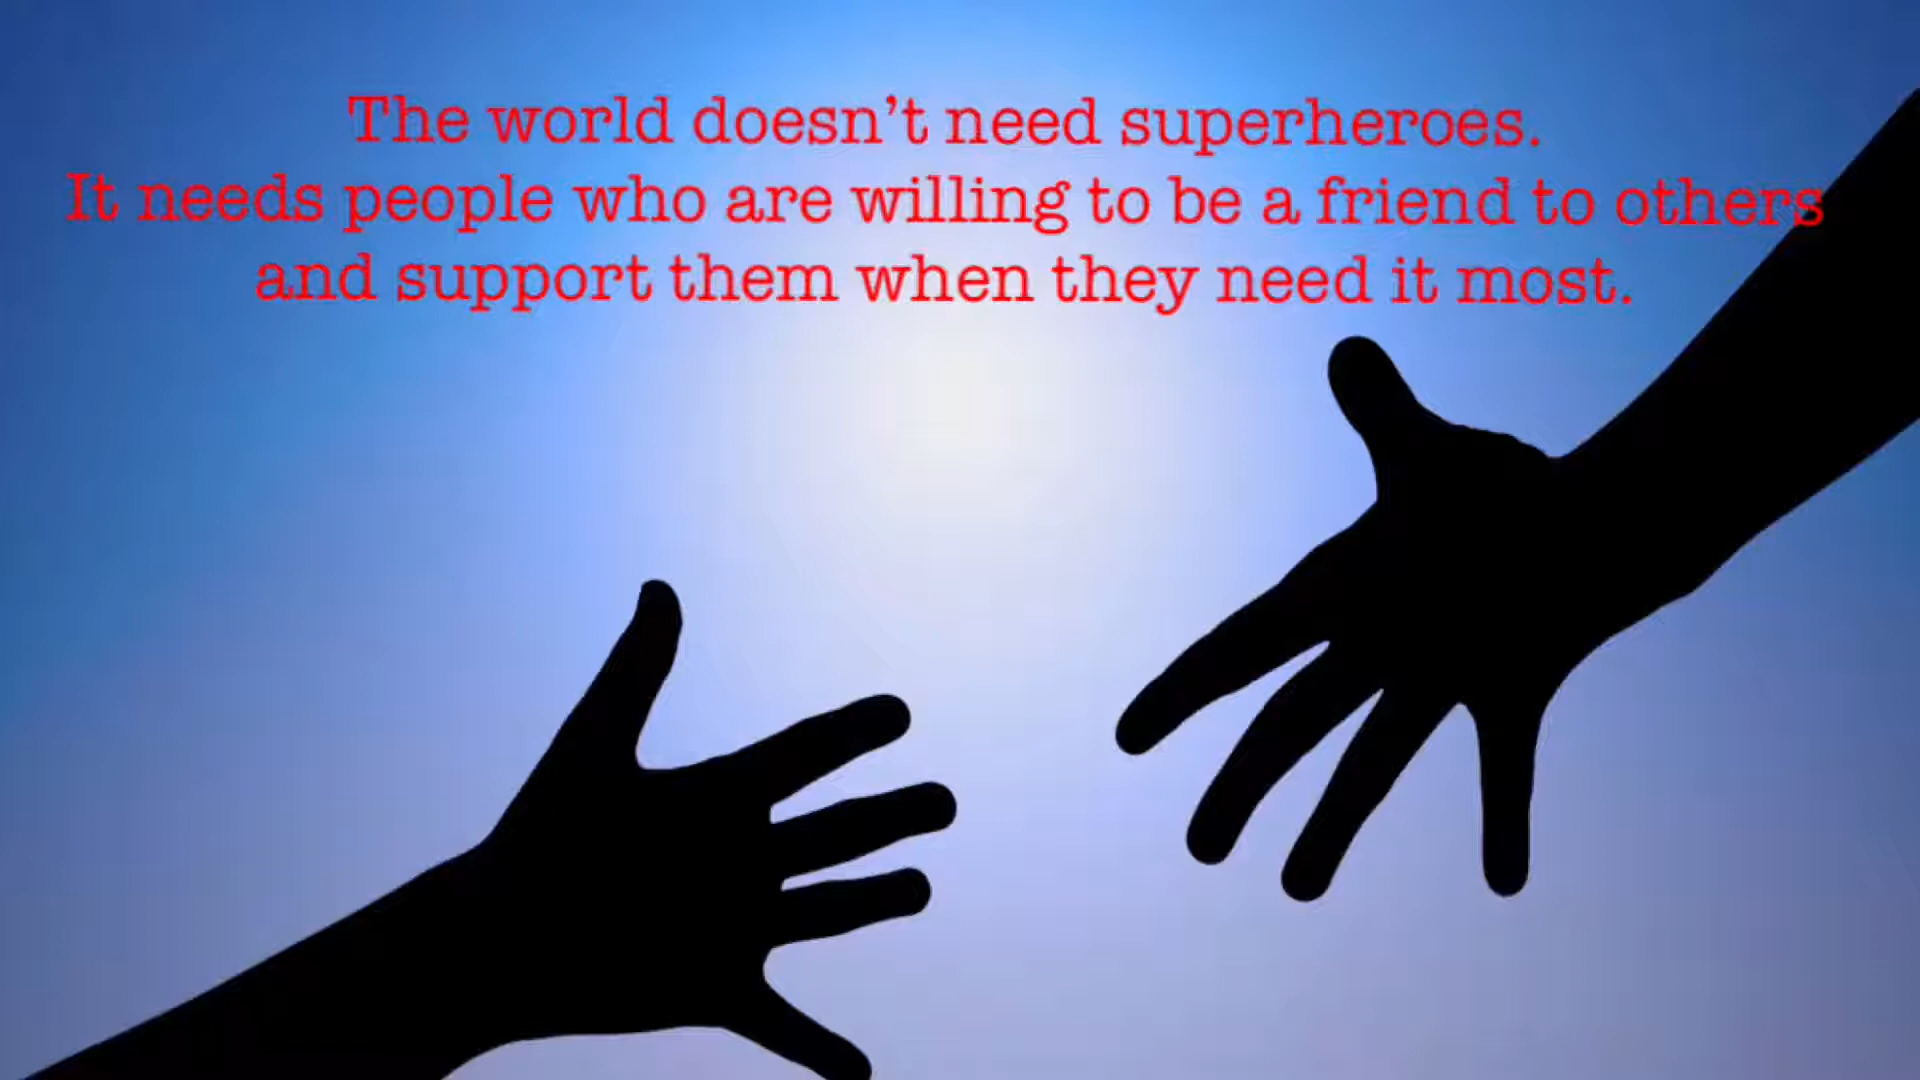 The world doesn’t need superheroes.
It needs people who are willing to be a friend to others
and support them when they need it most.